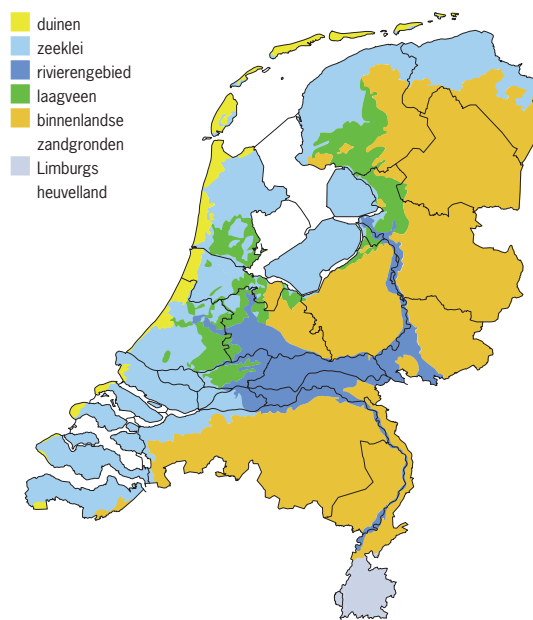 duinen
zeeklei
rivierengebied
laagveen
binnenlandse
zandgronden
Limburgs
heuvelland